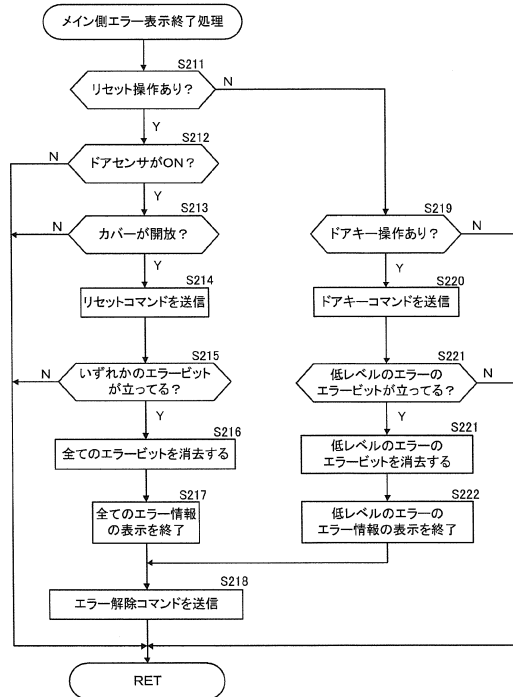 メイン側エラー表示終了処理
S211
リセット操作あり?
N
Y
S212
ドアセンサがON?
N
Y
S213
カバーが開放?
N
Y
S214
リセットコマンドを送信
S215
いずれかのエラービット
が立ってる?
N
Y
S216
全てのエラービットを消去する
S217
全てのエラー情報
の表示を終了
S218
エラー解除コマンドを送信
S219
ドアキー操作あり?
N
Y
S220
ドアキーコマンドを送信
S221
低レベルのエラーの
エラービットが立ってる?
N
Y
S221
低レベルのエラーの
エラービットを消去する
S222
低レベルのエラーの
エラー情報の表示を終了
RET